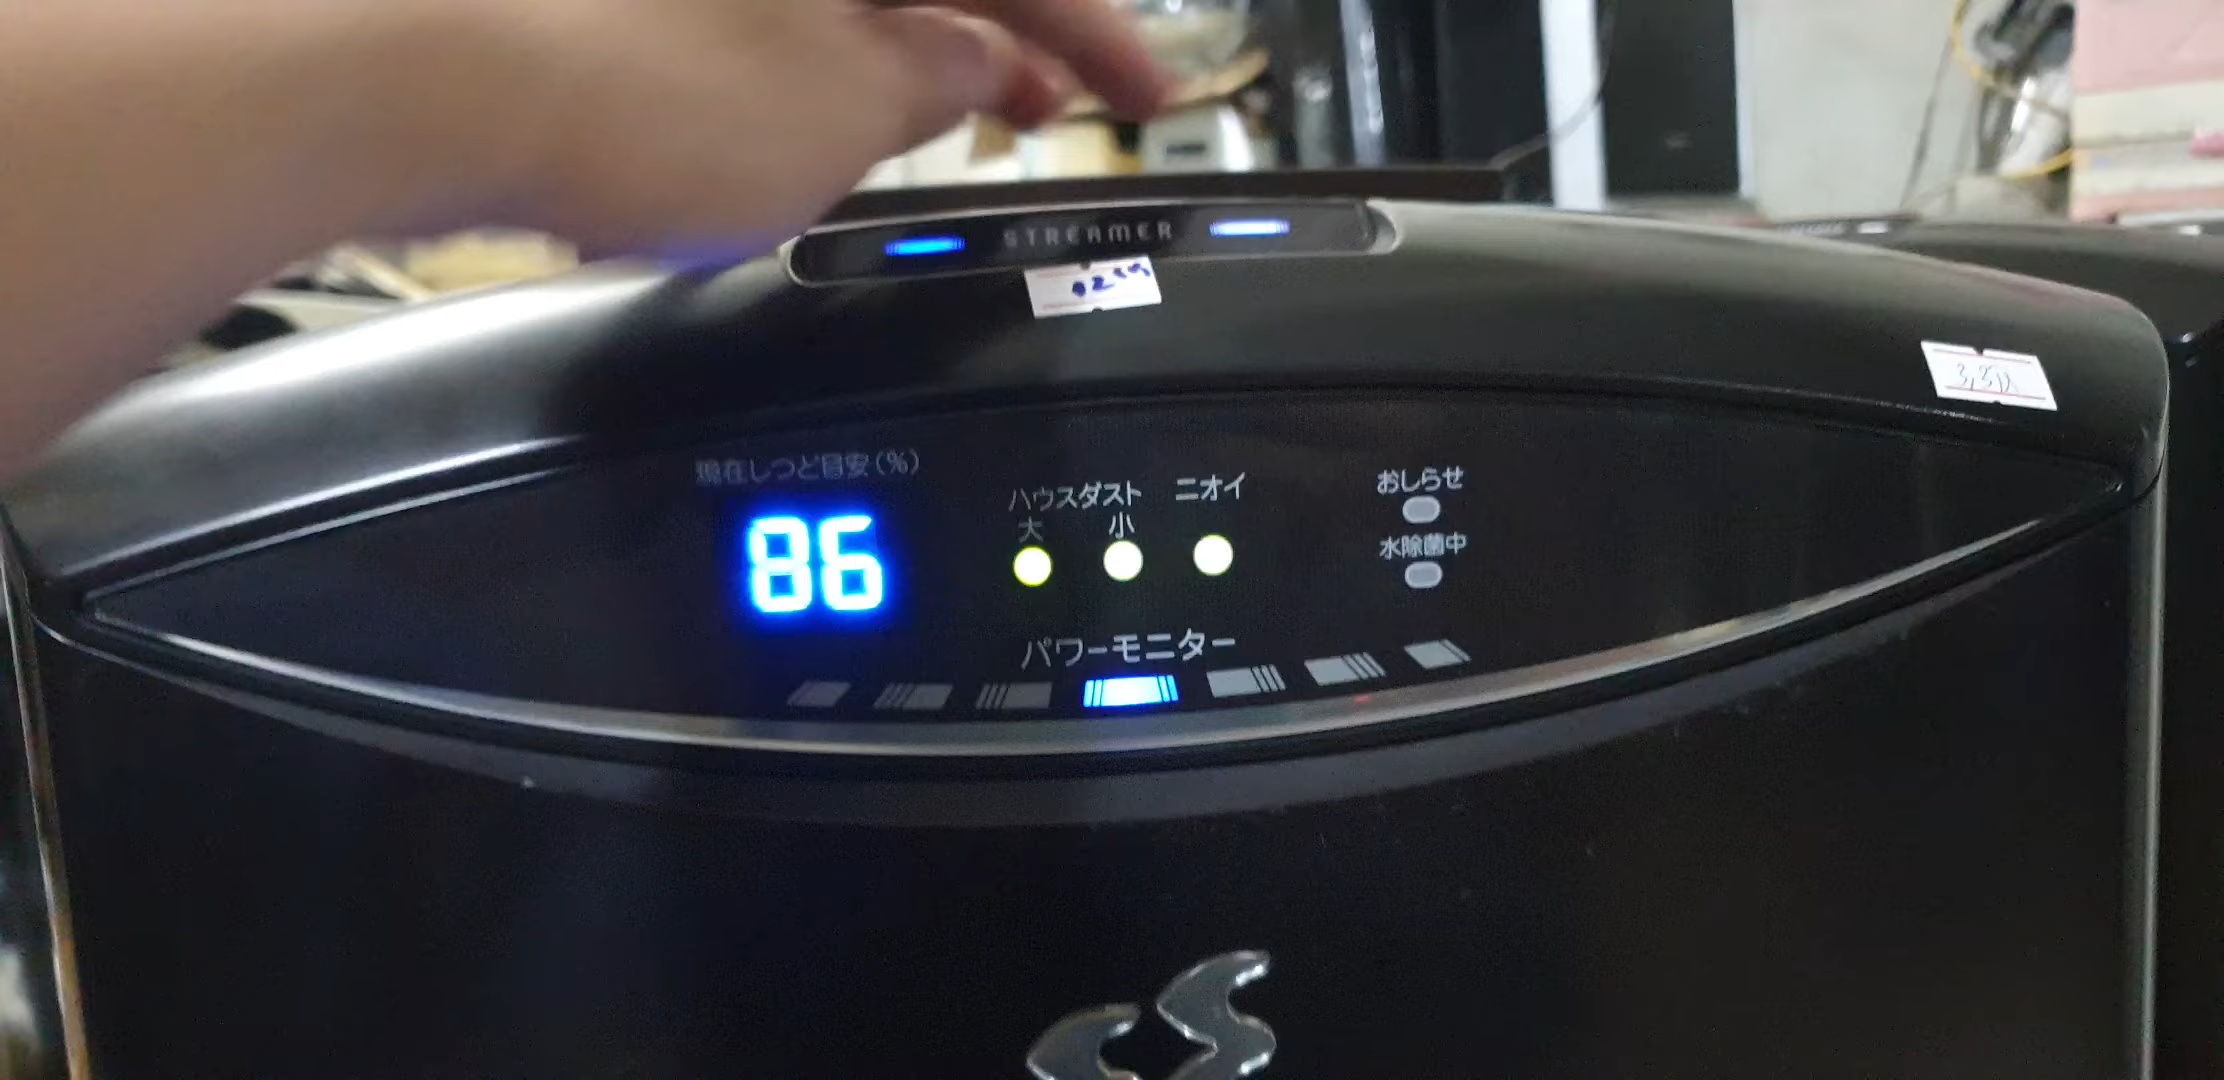 STREAMER
現在しつど目安(%)
86
ハウスダスト ニオイ
大 小
おしらせ
水除菌中
パワーモニター